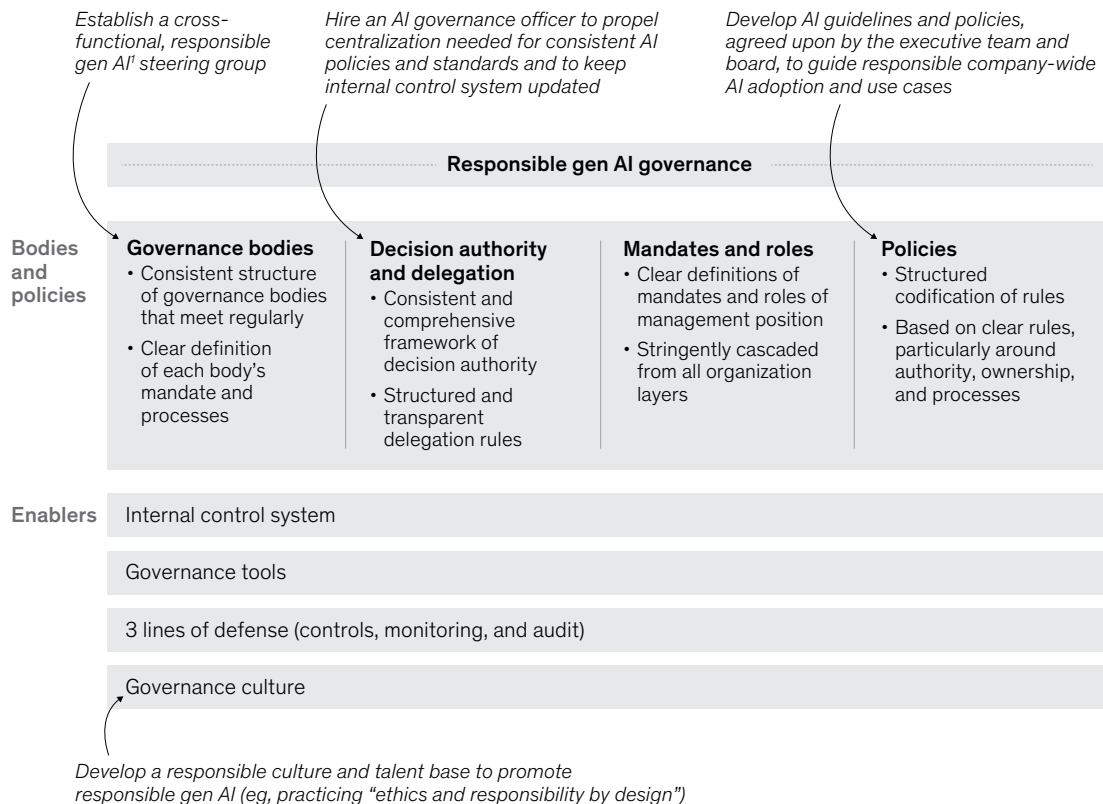 Establish a cross-
functional, responsible
gen AI¹ steering group
Hire an AI governance officer to propel
centralization needed for consistent AI
policies and standards and to keep
internal control system updated
Develop AI guidelines and policies,
agreed upon by the executive team and
board, to guide responsible company-wide
AI adoption and use cases
Responsible gen AI governance
Bodies
and
policies
Governance bodies
• Consistent structure
of governance bodies
that meet regularly
• Clear definition
of each body’s
mandate and
processes
Decision authority
and delegation
• Consistent and
comprehensive
framework of
decision authority
• Structured and
transparent
delegation rules
Mandates and roles
• Clear definitions of
mandates and roles of
management position
• Stringently cascaded
from all organization
layers
Policies
• Structured
codification of rules
• Based on clear rules,
particularly around
authority, ownership,
and processes
Enablers
Internal control system
Governance tools
3 lines of defense (controls, monitoring, and audit)
Governance culture
Develop a responsible culture and talent base to promote
responsible gen AI (eg, practicing “ethics and responsibility by design”)